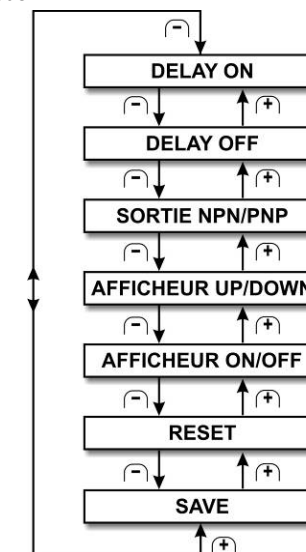 −
DELAY ON
− +
DELAY OFF
− +
SORTIE NPN/PNP
− +
AFFICHEUR UP/DOWN
− +
AFFICHEUR ON/OFF
− +
RESET
− +
SAVE
+